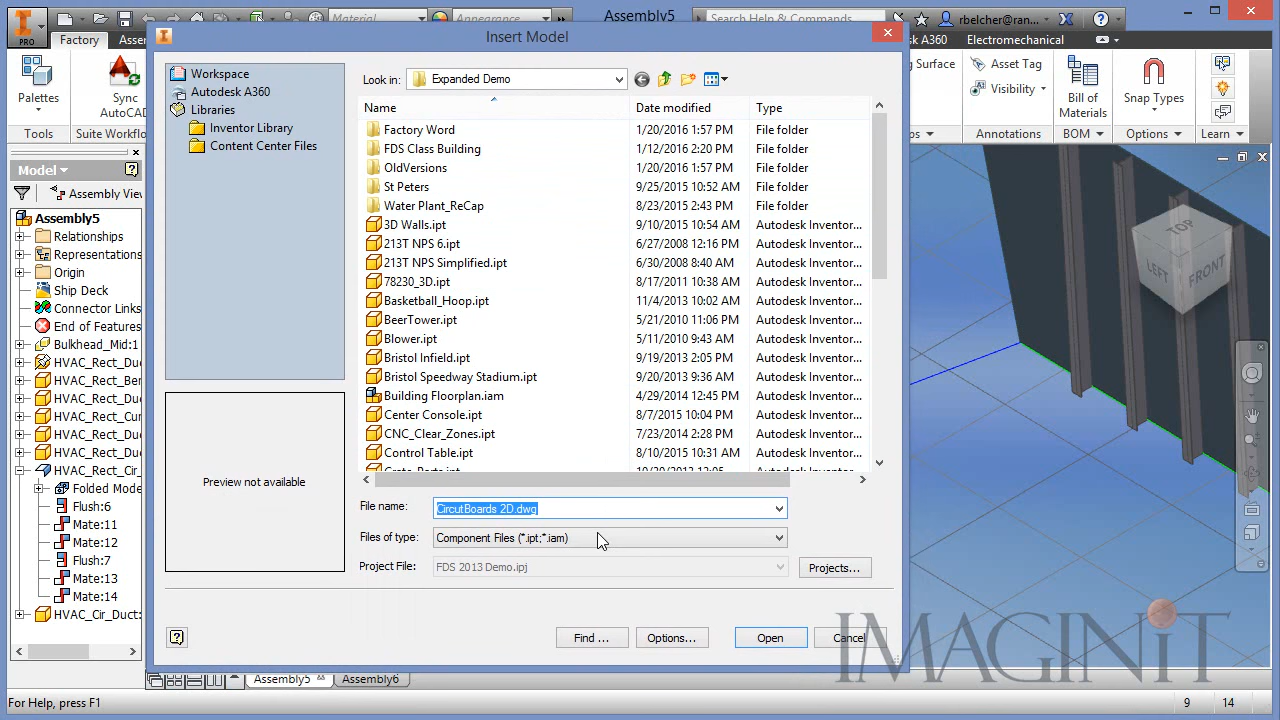 Material
Appearance
Assembly5
Search Help & Commands...
rbelcher@ran...
PRO
Factory
Assem
Insert Model
sk A360
Electromechanical
Palettes
Sync
AutoCAD
Tools
Suite Workflo
Surface
Asset Tag
Visibility
Annotations
Bill of
Materials
BOM
Snap Types
Options
Learn
Workspace
Autodesk A360
Libraries
Inventor Library
Content Center Files
Look in:
Expanded Demo
Name
Date modified
Type
Factory Word 1/20/2016 1:57 PM File folder
FDS Class Building 1/12/2016 2:20 PM File folder
OldVersions 1/20/2016 1:57 PM File folder
St Peters 9/25/2015 10:52 AM File folder
Water Plant_ReCap 8/23/2015 2:43 PM File folder
3D Walls.ipt 9/10/2015 10:54 AM Autodesk Inventor...
213T NPS 6.ipt 6/27/2008 12:16 PM Autodesk Inventor...
213T NPS Simplified.ipt 6/30/2008 8:40 AM Autodesk Inventor...
78230_3D.ipt 8/17/2011 10:38 AM Autodesk Inventor...
Basketball_Hoop.ipt 11/4/2013 10:02 AM Autodesk Inventor...
BeerTower.ipt 5/21/2010 11:06 PM Autodesk Inventor...
Blower.ipt 5/11/2010 9:43 AM Autodesk Inventor...
Bristol Infield.ipt 9/19/2013 2:05 PM Autodesk Inventor...
Bristol Speedway Stadium.ipt 9/20/2013 9:36 AM Autodesk Inventor...
Building Floorplan.iam 4/29/2014 12:45 PM Autodesk Inventor...
Center Console.ipt 8/7/2015 10:04 PM Autodesk Inventor...
CNC_Clear_Zones.ipt 7/23/2014 2:28 PM Autodesk Inventor...
Control Table.ipt 8/10/2015 10:31 AM Autodesk Inventor...
Preview not available
File name:
CircutBoards 2D.dwg
Files of type:
Component Files (*.ipt;*.iam)
Project File:
FDS 2013 Demo.ipj
Projects...
Find ...
Options...
Open
Cancel
Model
Assembly View
Assembly5
Relationships
Representations
Origin
Ship Deck
Connector Links
End of Features
Bulkhead_Mid:1
HVAC_Rect_Du
HVAC_Rect_Ber
HVAC_Rect_Du
HVAC_Rect_Cur
HVAC_Rect_Du
HVAC_Rect_Du
HVAC_Rect_Cir_
Folded Mode
Flush:6
Mate:11
Mate:12
Flush:7
Mate:13
Mate:14
HVAC_Cir_Duct:
TOP
LEFT
FRONT
Assembly5
Assembly6
For Help, press F1
9
14
IMAGINiT